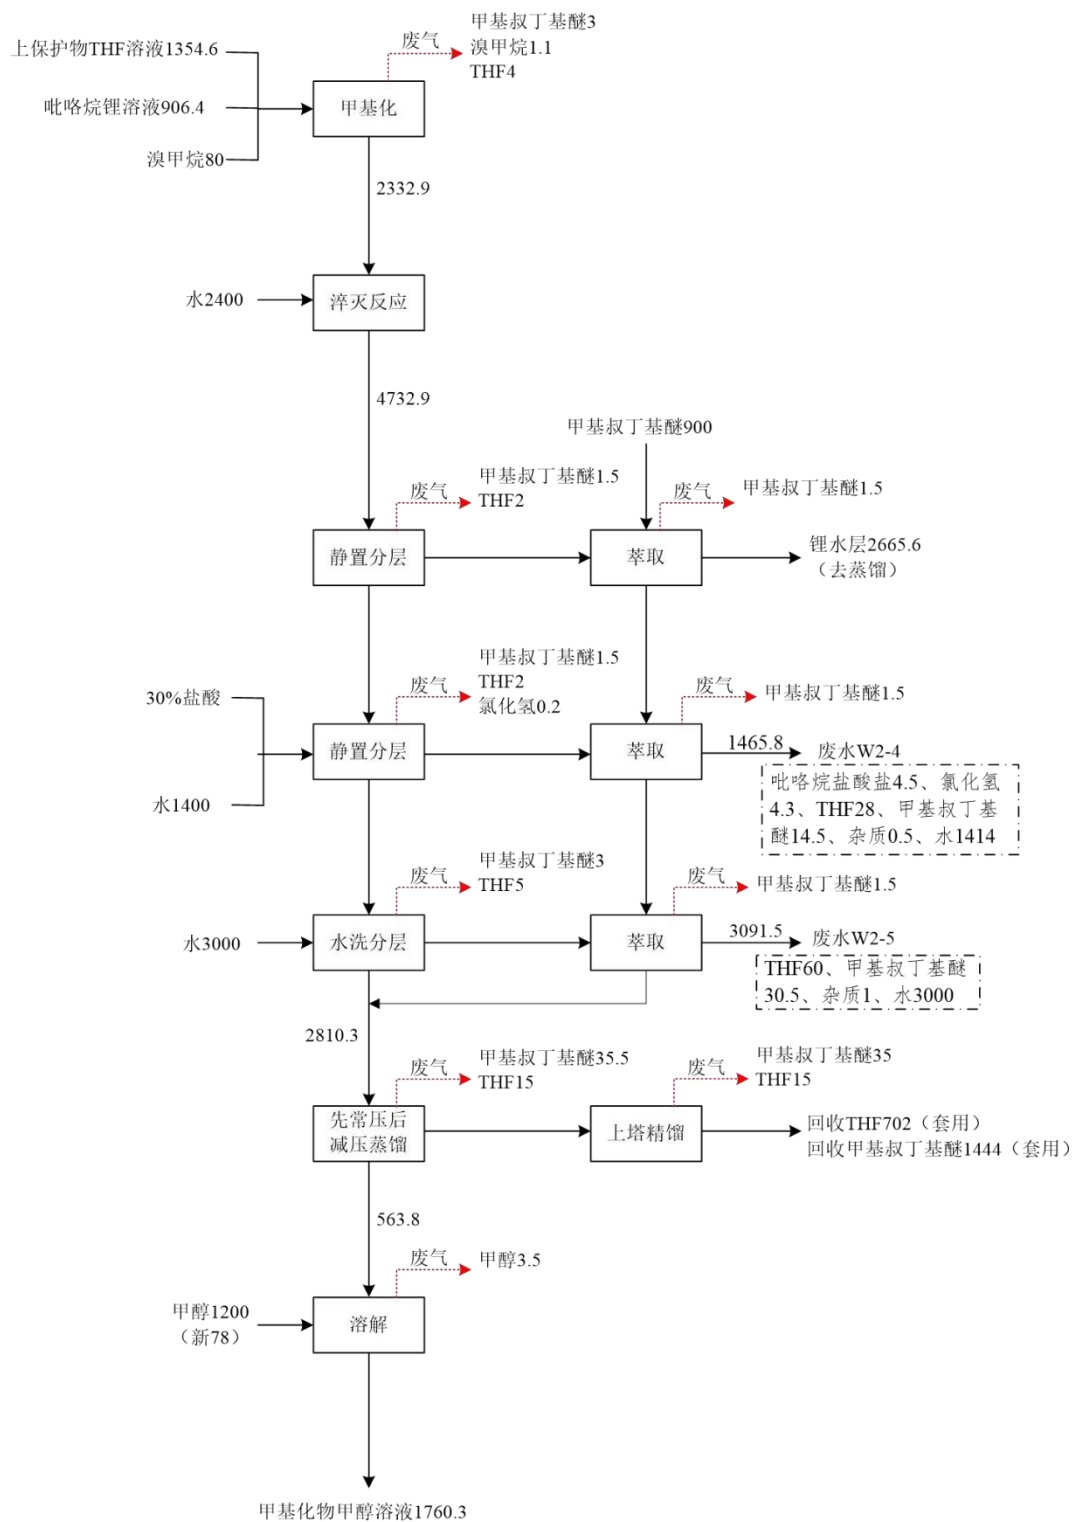 甲基叔丁基醚3
废气
溴甲烷1.1
THF4
上保护物THF溶液1354.6
吡咯烷锂溶液906.4
甲基化
溴甲烷80
2332.9
水2400
淬灭反应
4732.9
甲基叔丁基醚900
废气
甲基叔丁基醚1.5
THF2
废气
甲基叔丁基醚1.5
静置分层
萃取
锂水层2665.6
（去蒸馏）
废气
甲基叔丁基醚1.5
THF2
氯化氢0.2
废气
甲基叔丁基醚1.5
30%盐酸
静置分层
萃取
1465.8
废水W2-4
水1400
吡咯烷盐酸盐4.5、氯化氢
4.3、THF28、甲基叔丁基
醚14.5、杂质0.5、水1414
废气
甲基叔丁基醚3
THF5
废气
甲基叔丁基醚1.5
水3000
水洗分层
萃取
3091.5
废水W2-5
THF60、甲基叔丁基醚
30.5、杂质1、水3000
2810.3
废气
甲基叔丁基醚35.5
THF15
废气
甲基叔丁基醚35
THF15
先常压后
减压蒸馏
上塔精馏
回收THF702（套用）
回收甲基叔丁基醚1444（套用）
563.8
废气
甲醇3.5
甲醇1200
（新78）
溶解
甲基化物甲醇溶液1760.3